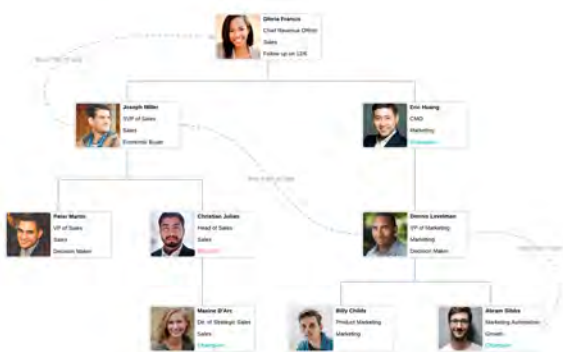 Gloria Francis
Chief Revenue Officer
Sales
Follow up on 12/8
Joseph Miller
SVP of Sales
Sales
Economic Buyer
Eric Huang
CMO
Marketing
Champion
Peter Martin
VP of Sales
Sales
Decision Maker
Christian Julian
Head of Sales
Sales
Blocker
Dennis Lovelman
VP of Marketing
Marketing
Decision Maker
Maxine D'Arc
Dir. of Strategic Sales
Sales
Champion
Billy Childs
Product Marketing
Marketing
Abram Gibbs
Marketing Automation
Growth
Champion